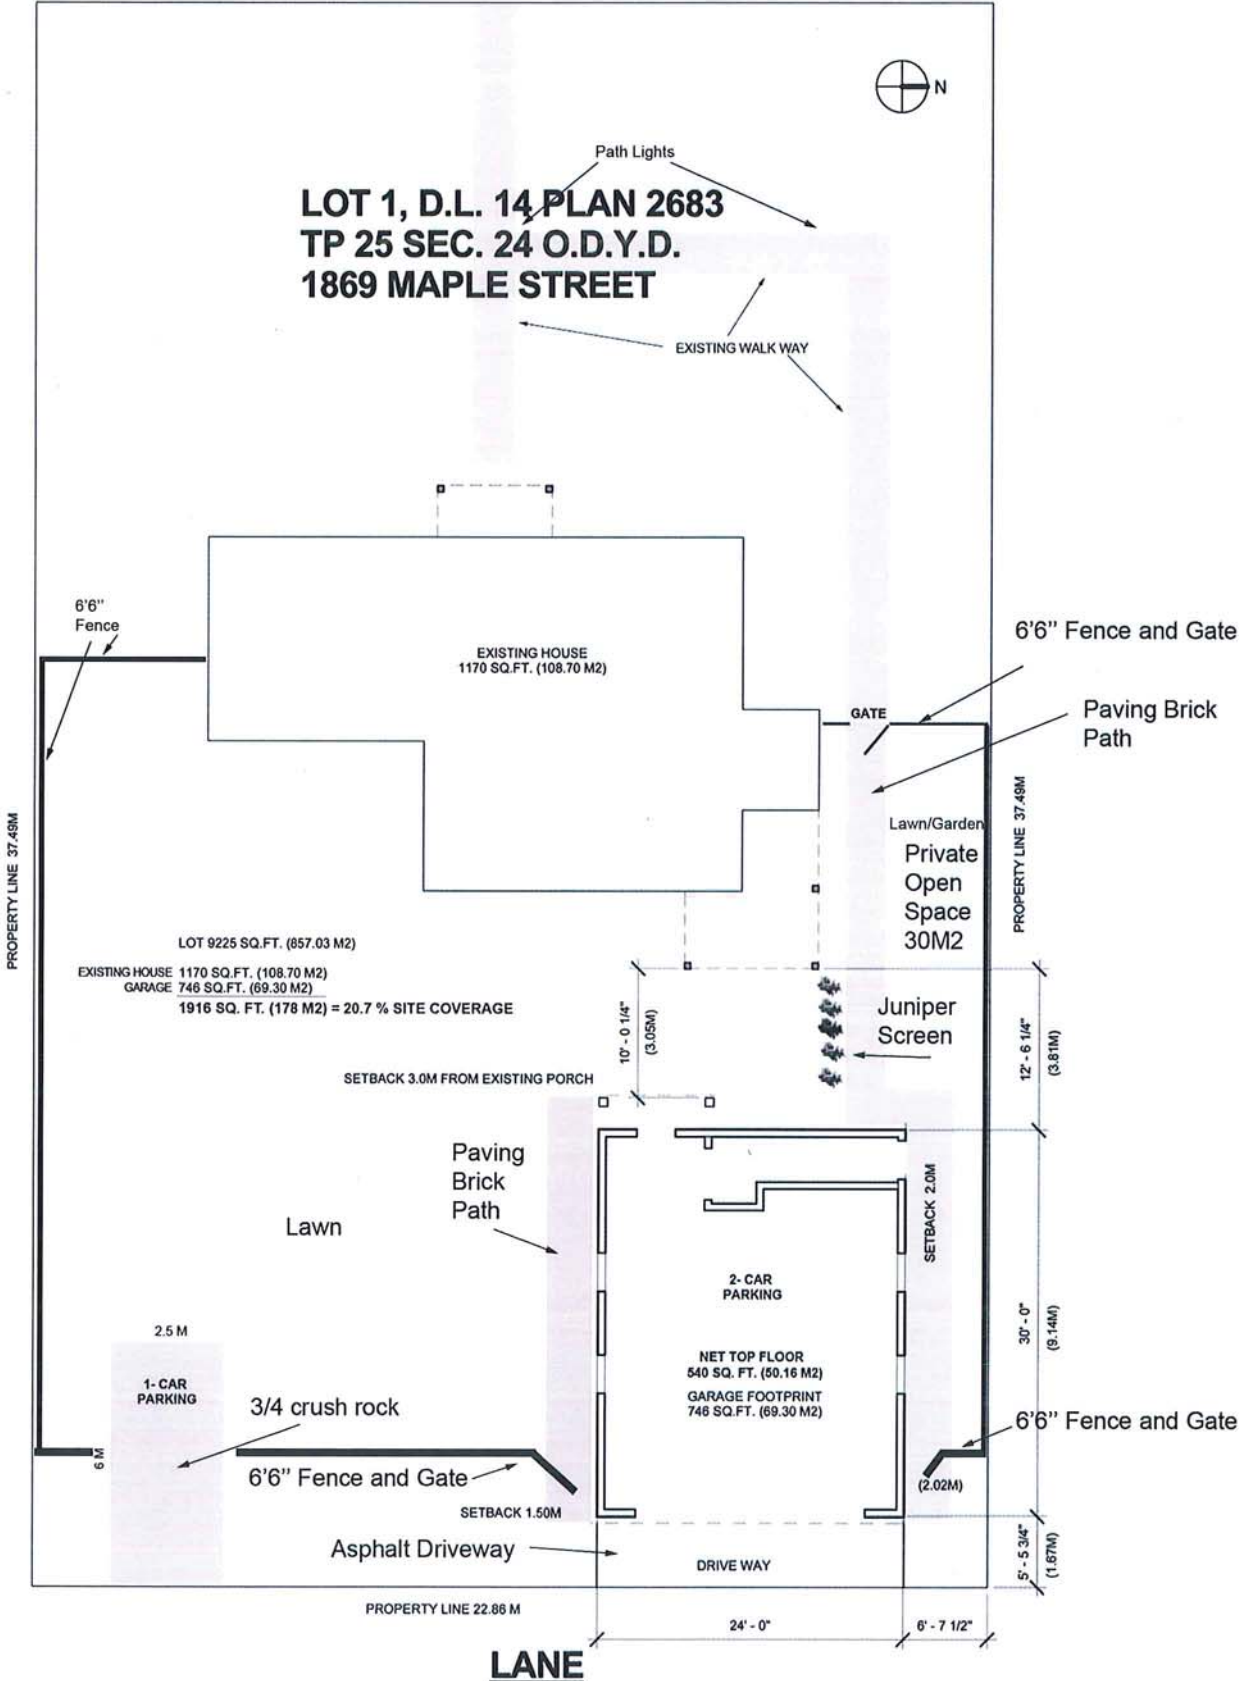 N
Path Lights
LOT 1, D.L. 14 PLAN 2683
TP 25 SEC. 24 O.D.Y.D.
1869 MAPLE STREET
EXISTING WALK WAY
6'6"
Fence
EXISTING HOUSE
1170 SQ.FT. (108.70 M2)
6'6" Fence and Gate
GATE
Paving Brick
Path
PROPERTY LINE 37.49M
PROPERTY LINE 37.49M
Lawn/Garden
Private
Open
Space
30M2
LOT 9225 SQ.FT. (857.03 M2)
EXISTING HOUSE 1170 SQ.FT. (108.70 M2)
GARAGE 746 SQ.FT. (69.30 M2)
1916 SQ. FT. (178 M2) = 20.7 % SITE COVERAGE
10' - 0 1/4"
(3.05M)
Juniper
Screen
12' - 6 1/4"
(3.81M)
SETBACK 3.0M FROM EXISTING PORCH
Paving
Brick
Path
SETBACK 2.0M
Lawn
2- CAR
PARKING
2.5 M
30' - 0"
(9.14M)
NET TOP FLOOR
540 SQ. FT. (50.16 M2)
GARAGE FOOTPRINT
746 SQ.FT. (69.30 M2)
1- CAR
PARKING
3/4 crush rock
6'6" Fence and Gate
6 M
6'6" Fence and Gate
(2.02M)
SETBACK 1.50M
Asphalt Driveway
DRIVE WAY
5' - 5 3/4"
(1.67M)
PROPERTY LINE 22.86 M
24' - 0"
6' - 7 1/2"
LANE